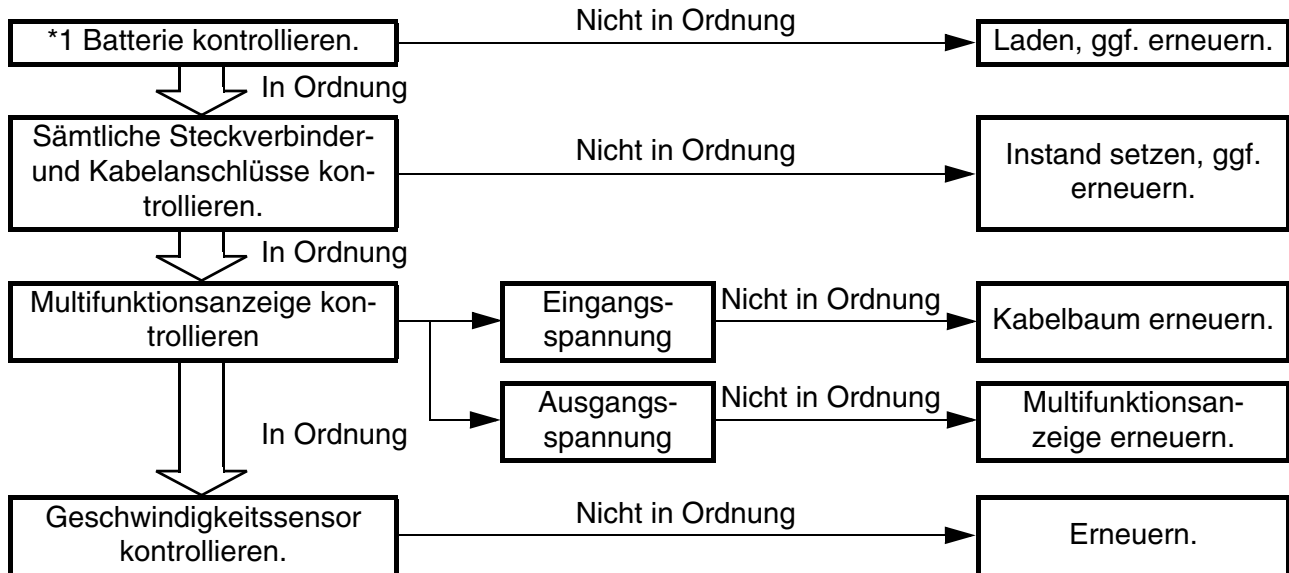 *1 Batterie kontrollieren.
Nicht in Ordnung
Laden, ggf. erneuern.
In Ordnung
Sämtliche Steckverbinder-
und Kabelanschlüsse kon-
trollieren.
Nicht in Ordnung
Instand setzen, ggf.
erneuern.
In Ordnung
Multifunktionsanzeige kon-
trollieren
Eingangs-
spannung
Nicht in Ordnung
Kabelbaum erneuern.
Ausgangs-
spannung
Nicht in Ordnung
Multifunktionsan-
zeige erneuern.
In Ordnung
Geschwindigkeitssensor
kontrollieren.
Nicht in Ordnung
Erneuern.